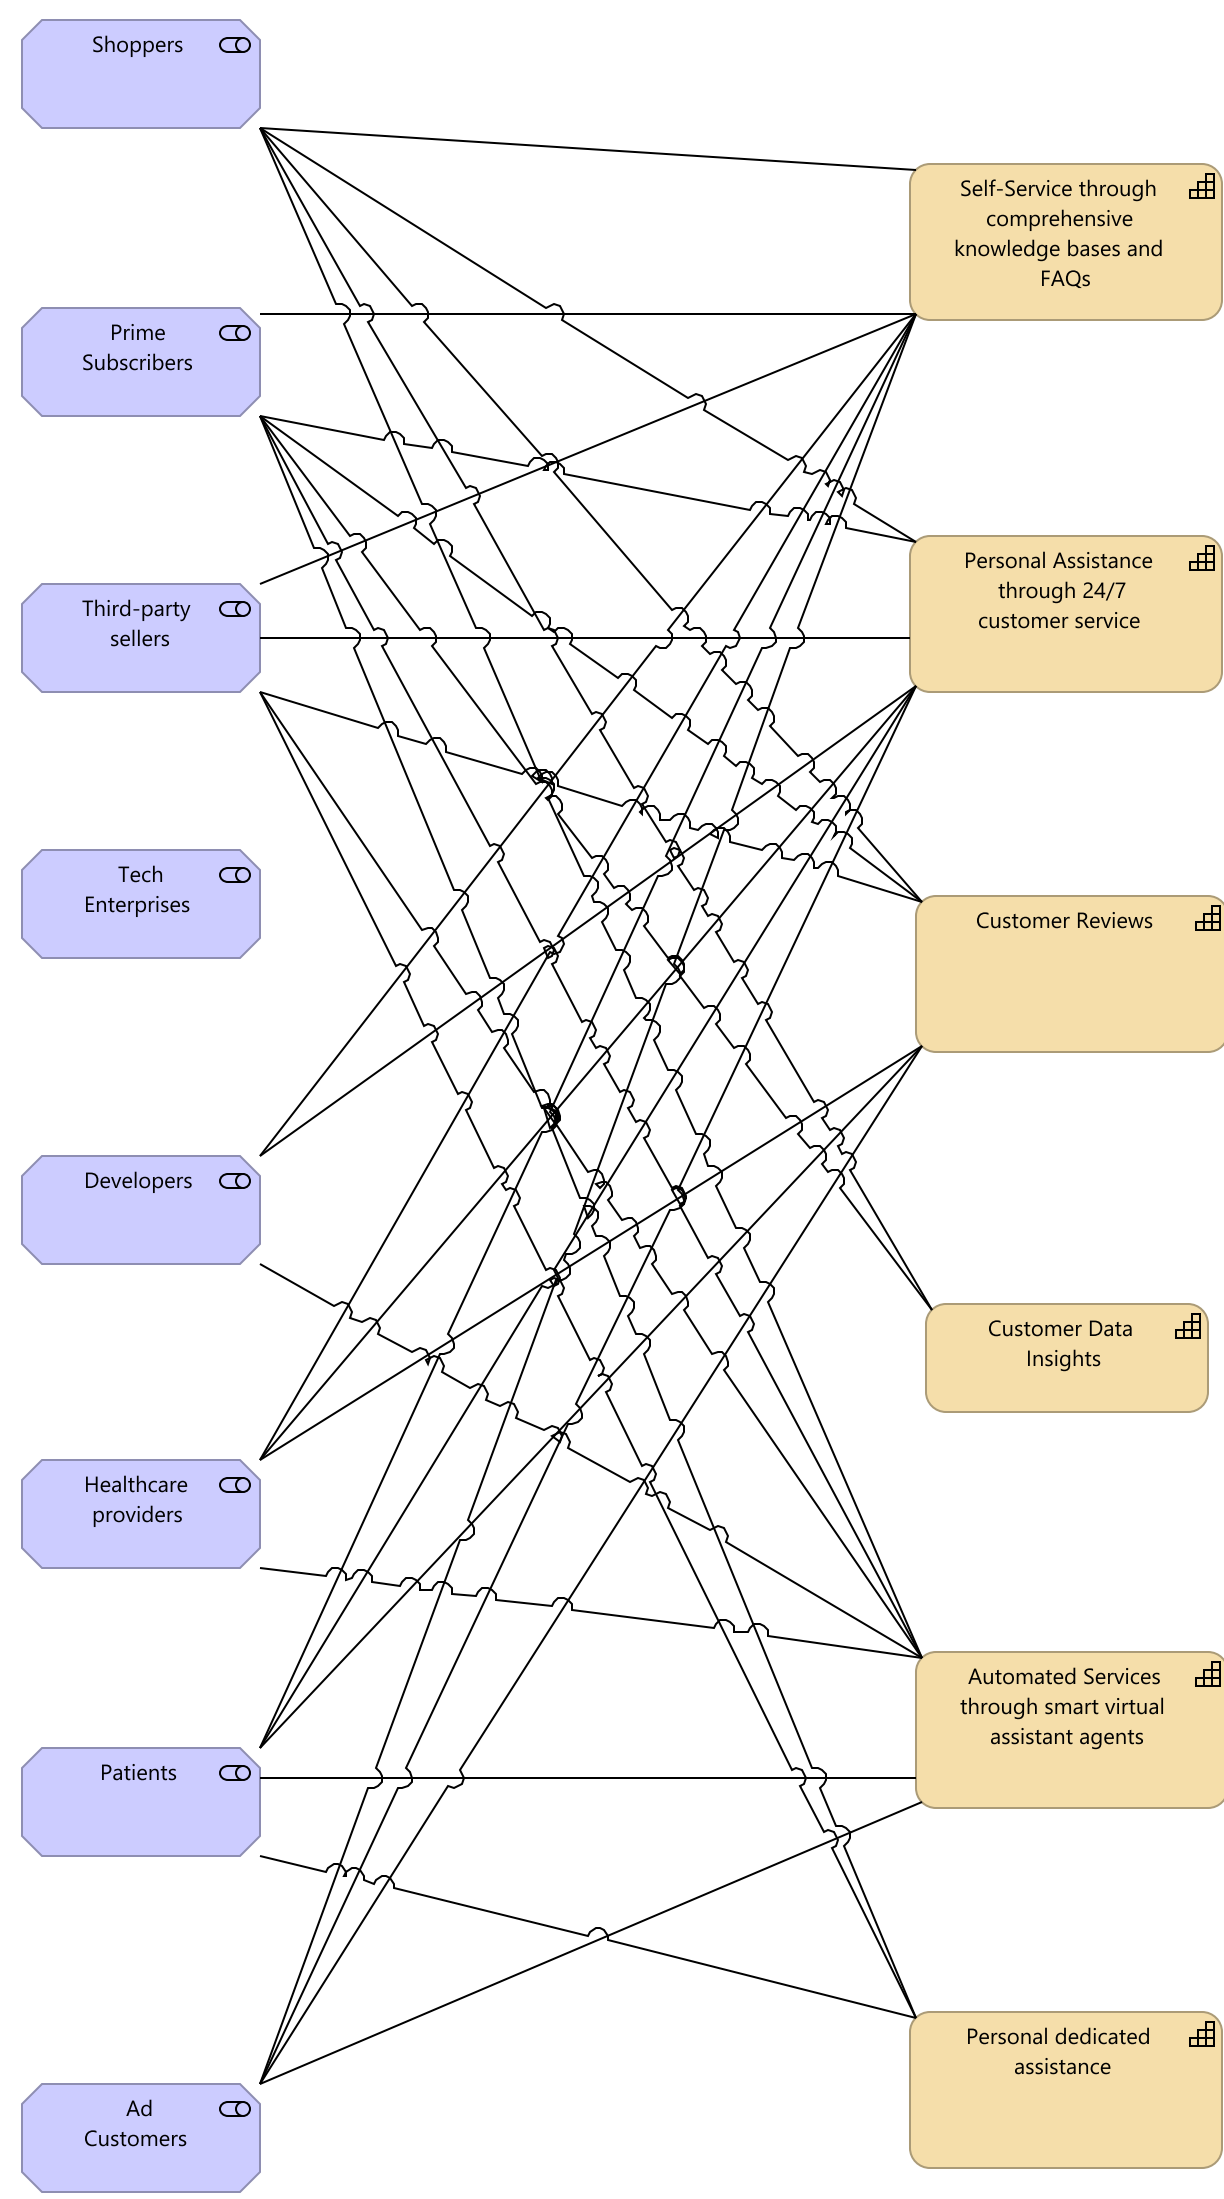 Shoppers
Prime
Subscribers
Third-party
sellers
Tech
Enterprises
Developers
Healthcare
providers
Patients
Ad
Customers
Self-Service through
comprehensive
knowledge bases and
FAQs
Personal Assistance
through 24/7
customer service
Customer Reviews
Customer Data
Insights
Automated Services
through smart virtual
assistant agents
Personal dedicated
assistance